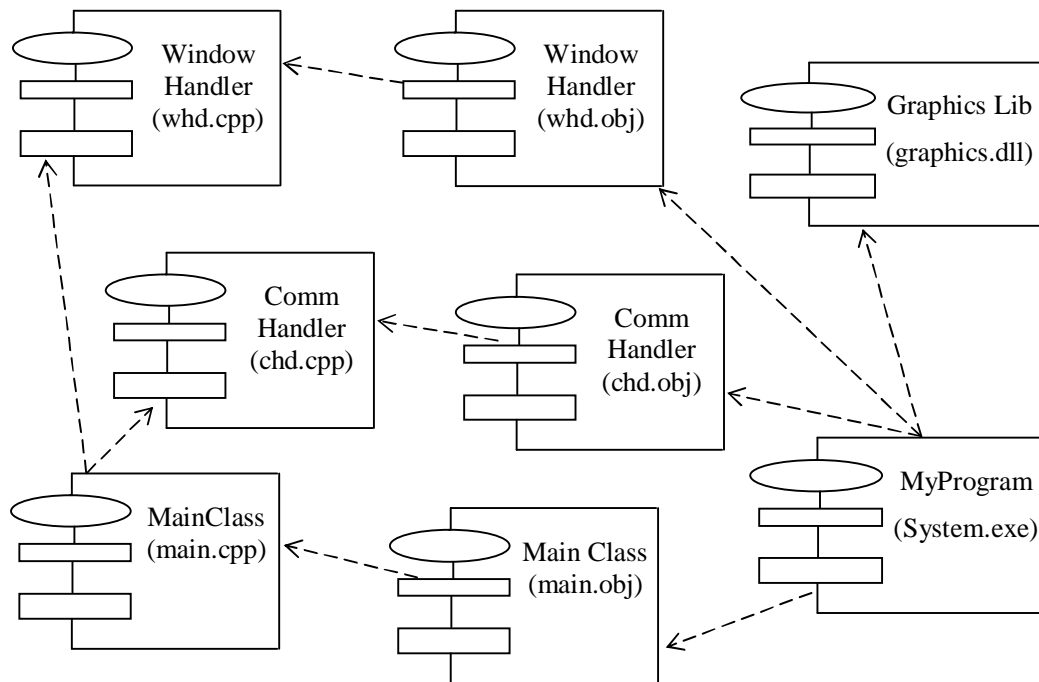 Window
Handler
(whd.cpp)
Window
Handler
(whd.obj)
Graphics Lib
(graphics.dll)
Comm
Handler
(chd.cpp)
Comm
Handler
(chd.obj)
MainClass
(main.cpp)
Main Class
(main.obj)
MyProgram
(System.exe)